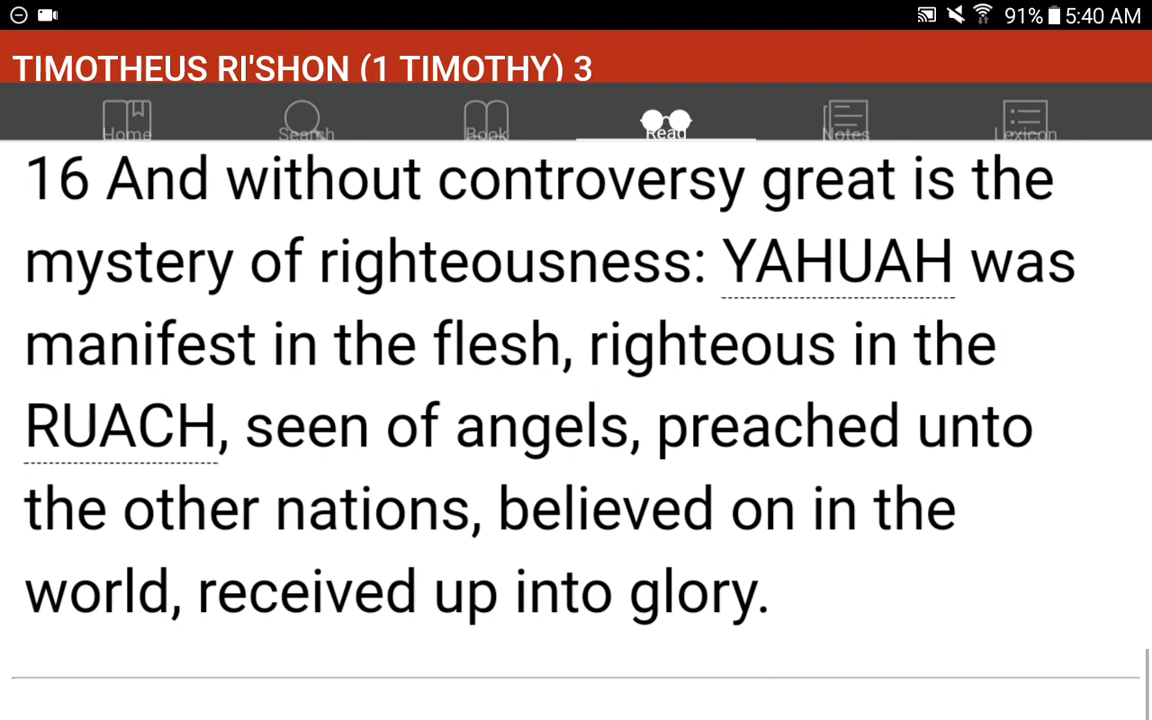 91% 5:40 AM
TIMOTHEUS RI'SHON (1 TIMOTHY) 3
Home Search Book Read Notes Lexicon
16 And without controversy great is the
mystery of righteousness: YAHUAH was
manifest in the flesh, righteous in the
RUACH, seen of angels, preached unto
the other nations, believed on in the
world, received up into glory.